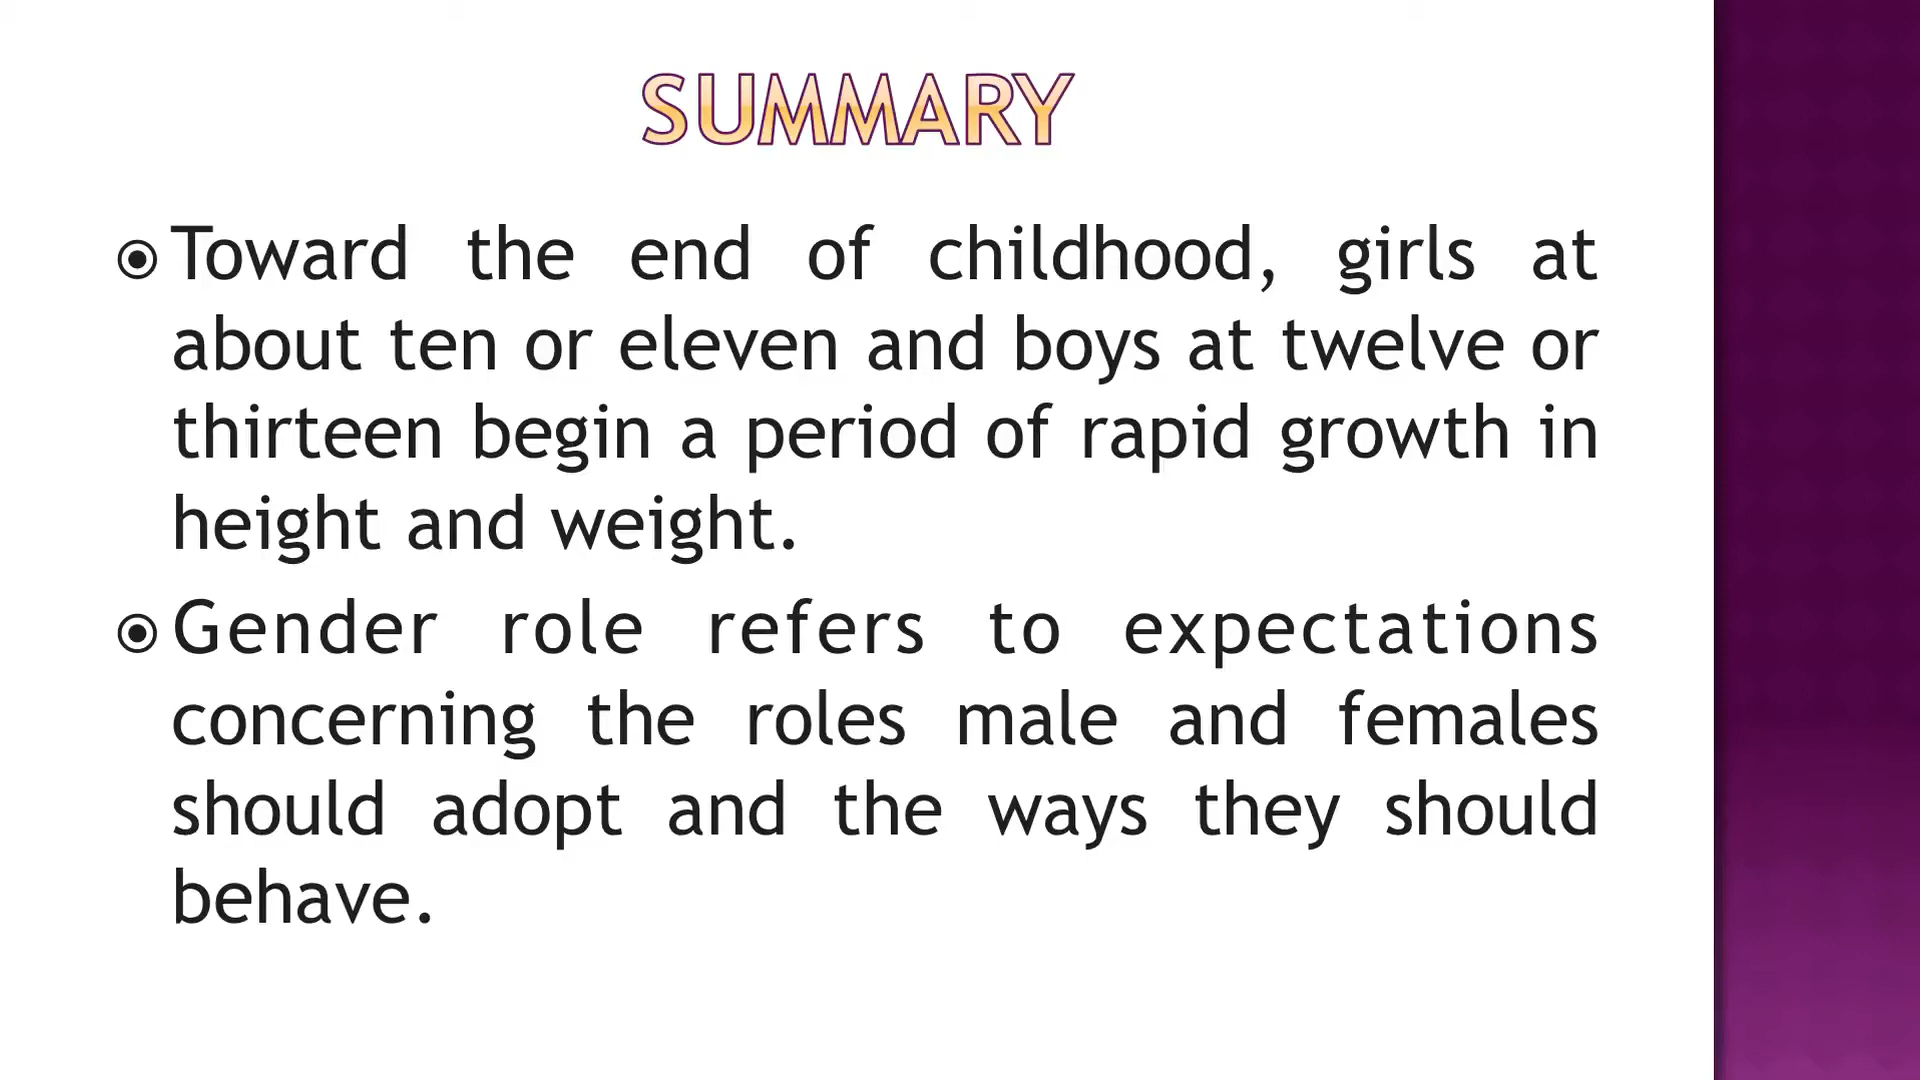 SUMMARY
Toward the end of childhood, girls at
about ten or eleven and boys at twelve or
thirteen begin a period of rapid growth in
height and weight.
Gender role refers to expectations
concerning the roles male and females
should adopt and the ways they should
behave.